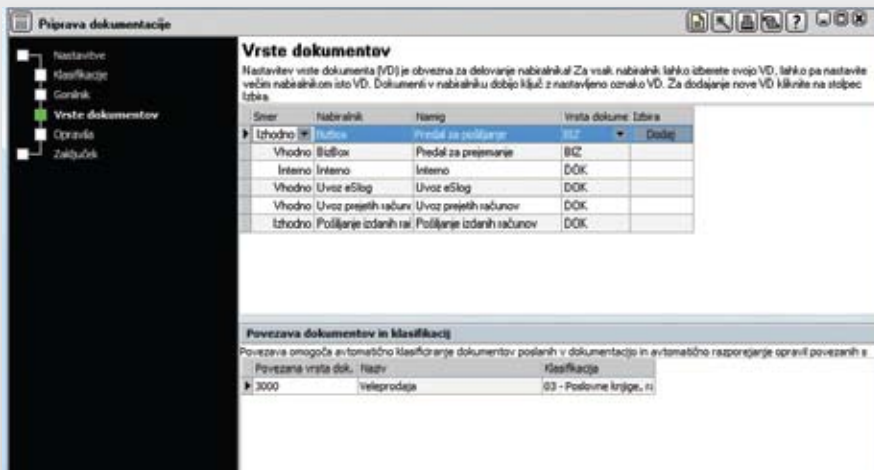 Priprava dokumentacije
Nastavitve
Klasifikacije
Gonilnik
Vrste dokumentov
Opravila
Zaključek
Vrste dokumentov
Nastavitev vrste dokumenta (VD) je obvezna za delovanje nabiralnika! Za vsak nabiralnik lahko izberete svojo VD, lahko pa nastavite
večim nabiralnikom isto VD. Dokumenti v nabiralniku dobijo ključ z nastavljeno oznako VD. Za dodajanje nove VD kliknite na stolpec
Izbira.
Smer Nabiralnik Namig Vrsta dokume Izbira
Izhodno BizBox Predal za pošiljanje BIZ Dodaj
Vhodno BizBox Predal za prejemanje BIZ
Interno Interno Interno DOK
Vhodno Uvoz eSlog Uvoz eSlog DOK
Vhodno Uvoz prejetih račun Uvoz prejetih računov DOK
Izhodno Pošiljanje izdanih rač Pošiljanje izdanih računov DOK
Povezava dokumentov in klasifikacij
Povezava omogoča avtomatično klasificiranje dokumentov poslanih v dokumentacijo in avtomatično razporejanje opravil povezanih s
Povezana vrsta dok. Naziv Klasifikacija
3000 Veleprodaja 03 - Poslovne knjige, ra